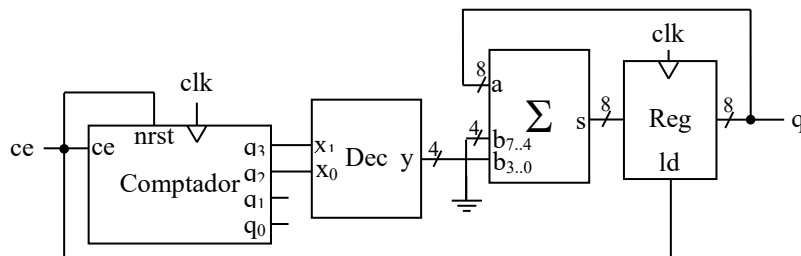 clk
8
a
clk
ce
nrst
ce
Comptador
q3
q2
q1
q0
x1
x0
Dec
y
4
4
b7..4
b3..0
Σ
s
8
Reg
ld
8
q